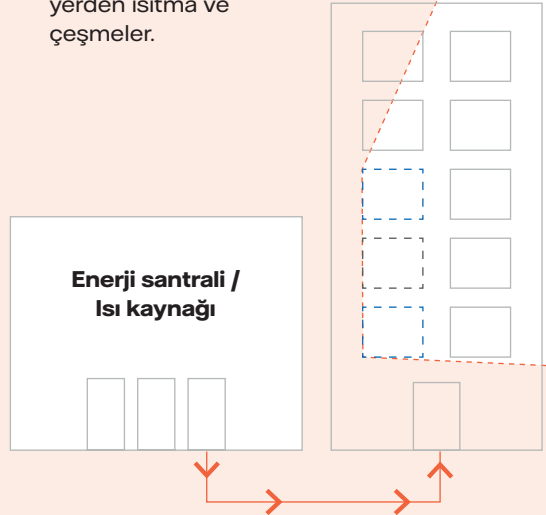 yerden ısıtma ve
çeşmeler.
Enerji santrali /
Isı kaynağı